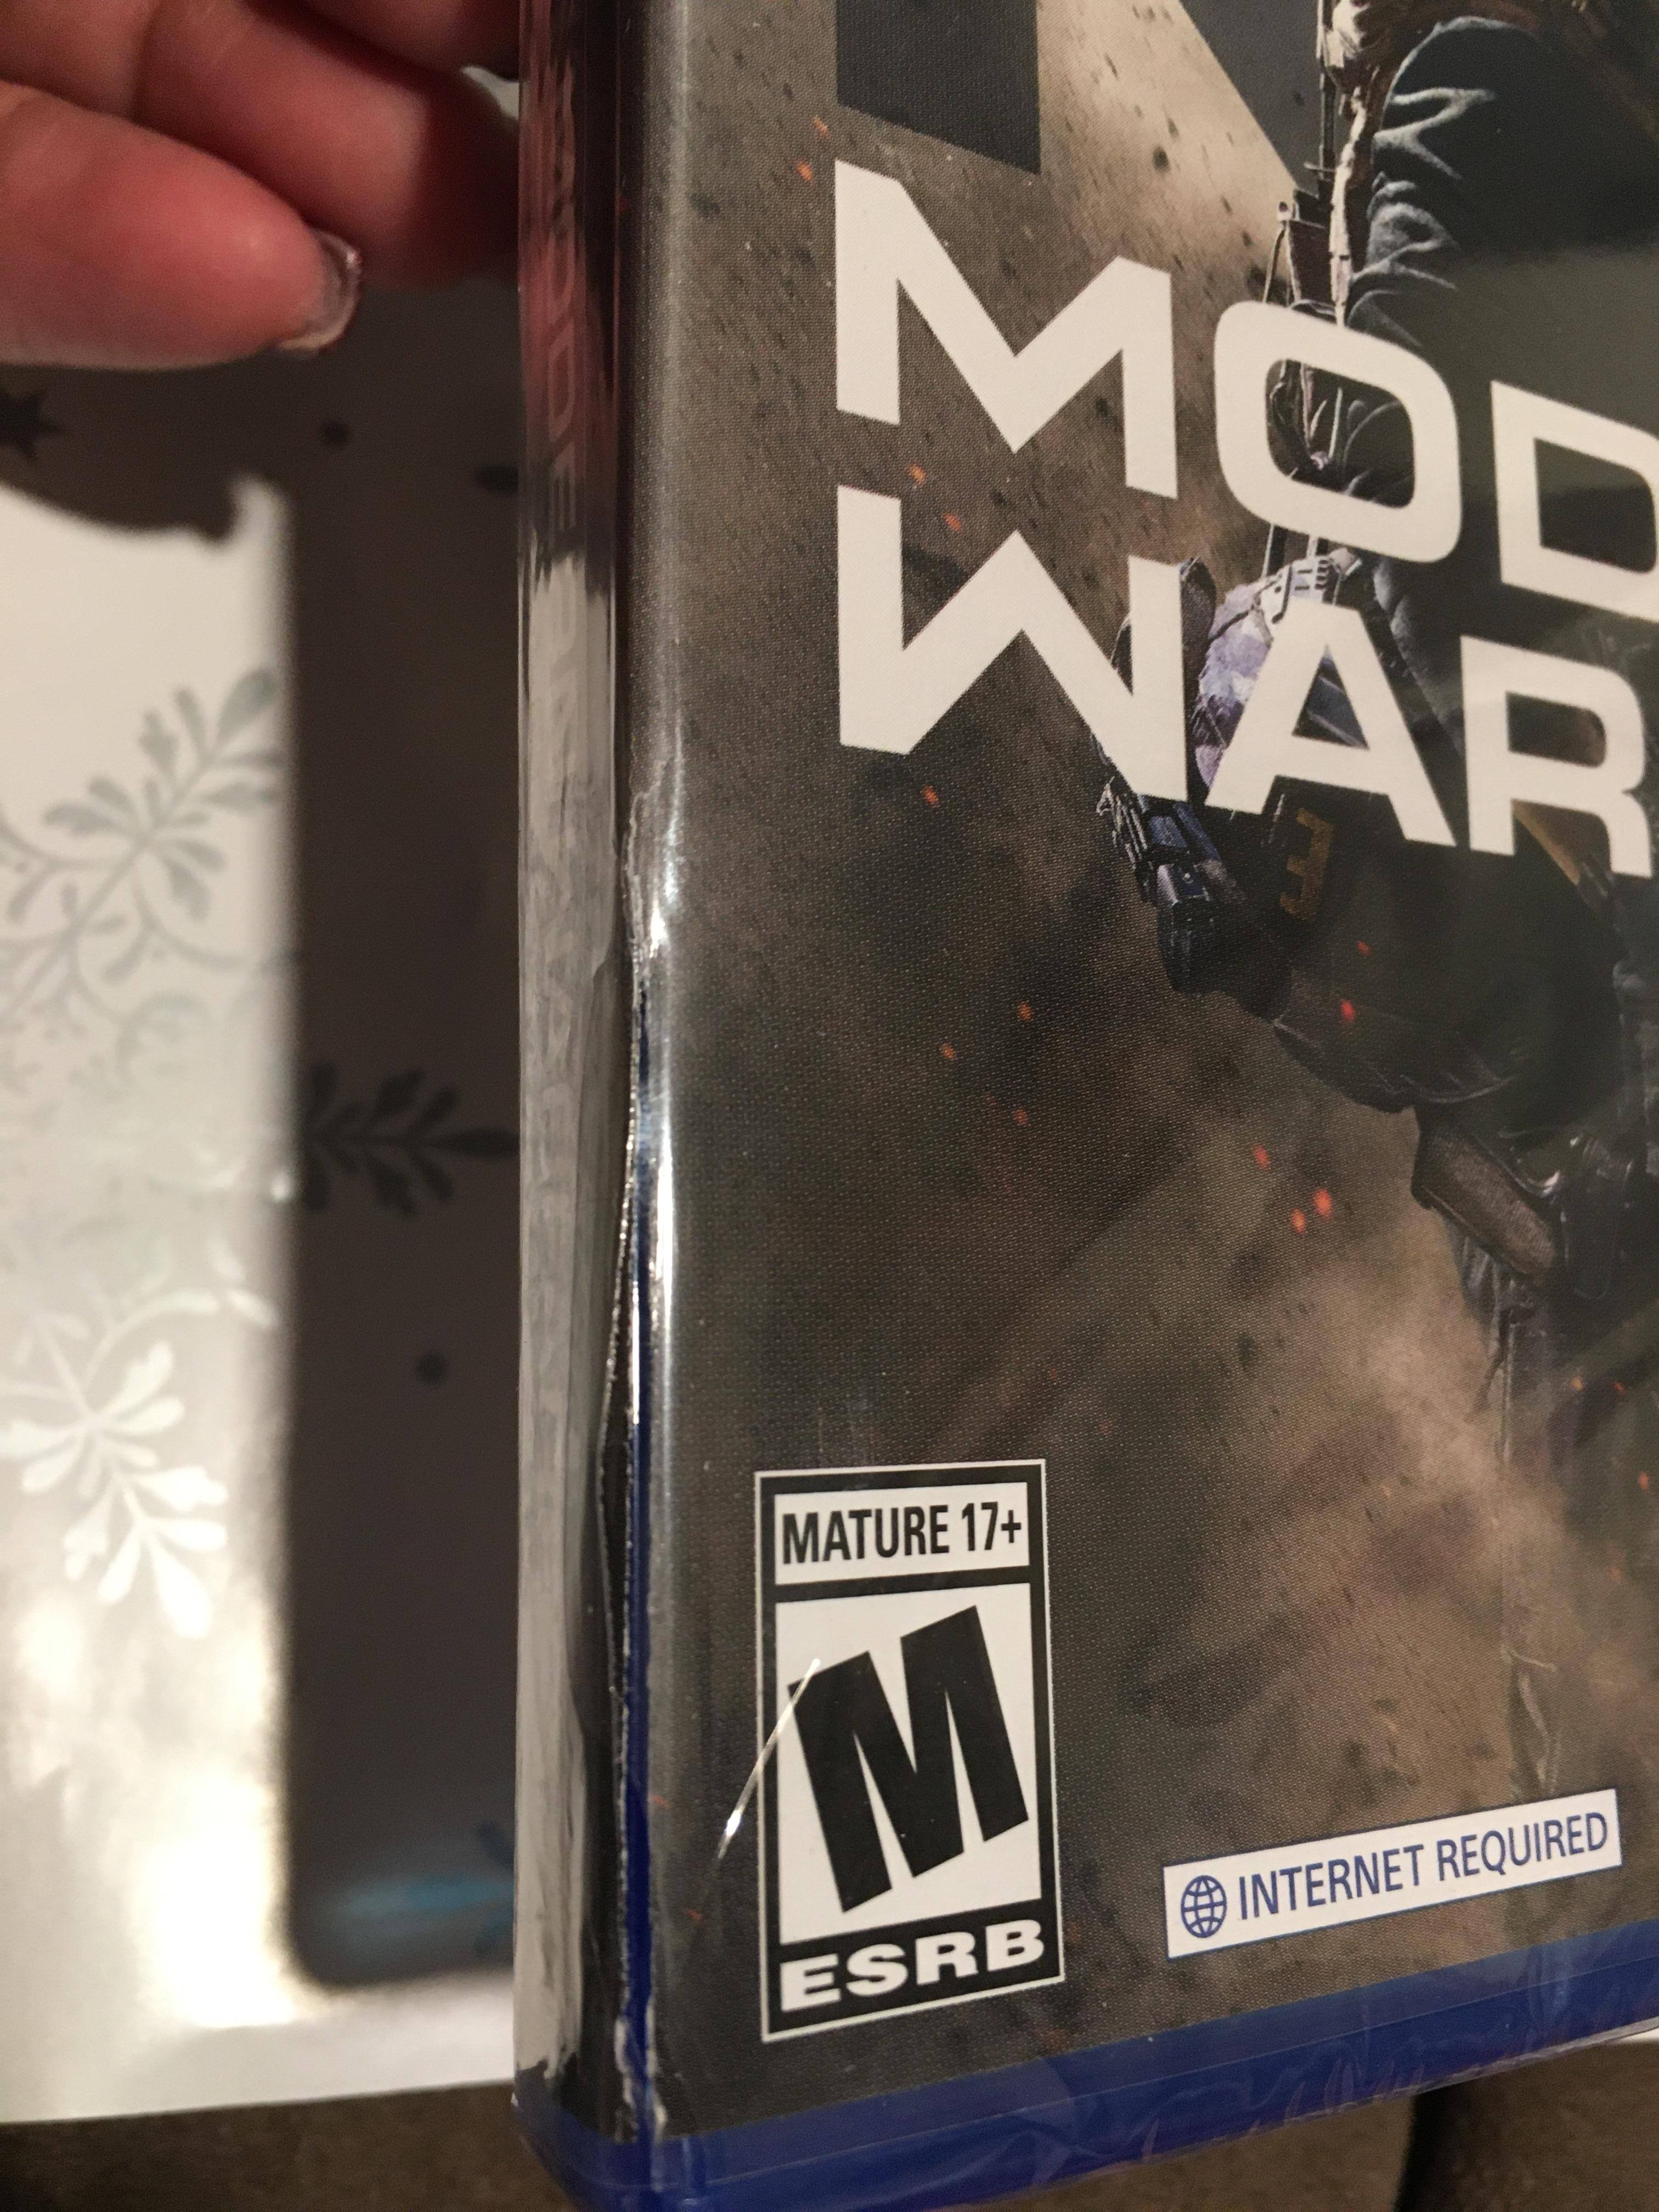 MOD
WAR
MATURE 17+
M
ESRB
INTERNET REQUIRED